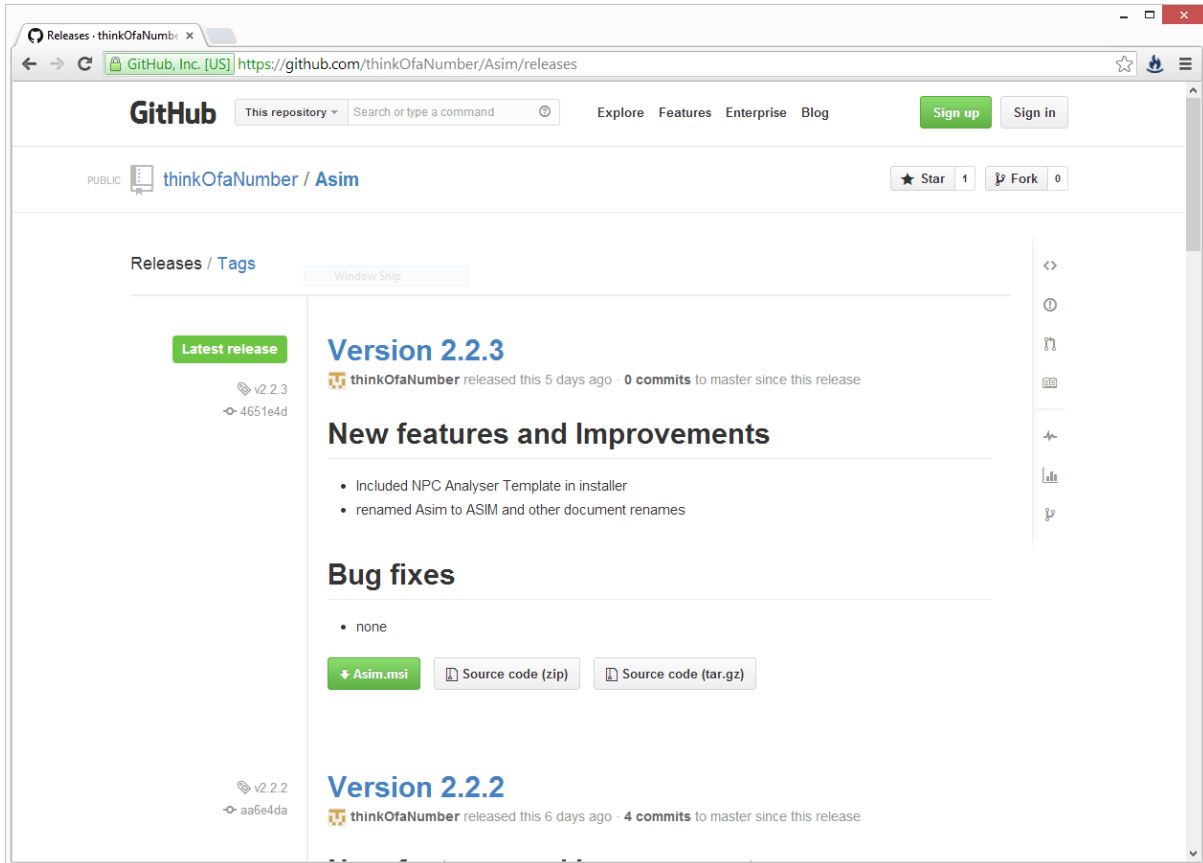 Releases · thinkOfaNumbe
GitHub, Inc. [US] https://github.com/thinkOfaNumber/Asim/releases
GitHub This repository Search or type a command Explore Features Enterprise Blog Sign up Sign in
PUBLIC thinkOfaNumber / Asim Star 1 Fork 0
Releases / Tags
Window Snip
Latest release
v2.2.3
4651e4d
Version 2.2.3
thinkOfaNumber released this 5 days ago · 0 commits to master since this release
New features and Improvements
• Included NPC Analyser Template in installer
• renamed Asim to ASIM and other document renames
Bug fixes
• none
Asim.msi Source code (zip) Source code (tar.gz)
v2.2.2
aa6e4da
Version 2.2.2
thinkOfaNumber released this 6 days ago · 4 commits to master since this release